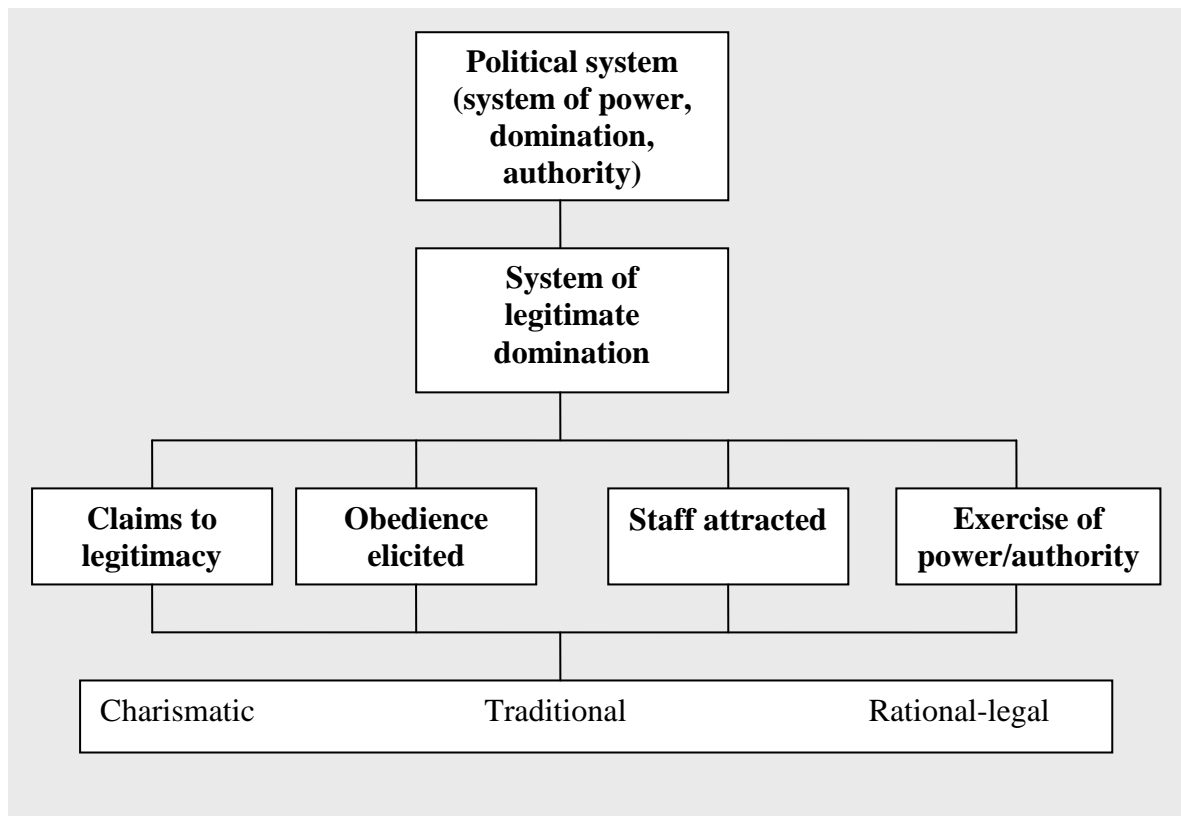 Political system
(system of power,
domination,
authority)
System of
legitimate
domination
Claims to
legitimacy
Obedience
elicited
Staff attracted
Exercise of
power/authority
Charismatic Traditional Rational-legal